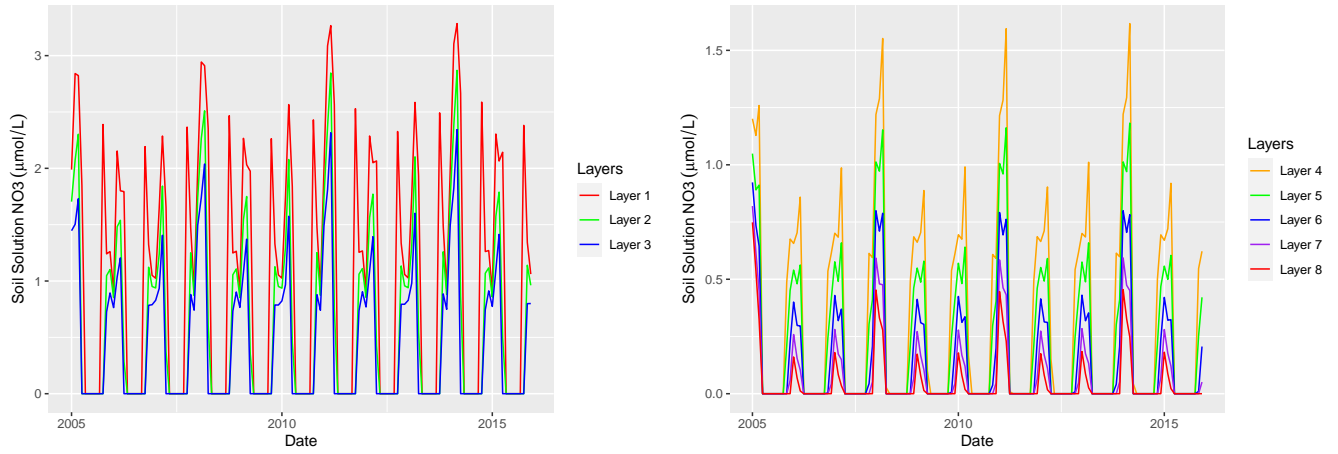 Soil Solution NO3 (μmol/L)
3
2
1
0
2005
2010
2015
Date
Layers
Layer 1
Layer 2
Layer 3
Soil Solution NO3 (μmol/L)
1.5
1.0
0.5
0.0
2005
2010
2015
Date
Layers
Layer 4
Layer 5
Layer 6
Layer 7
Layer 8